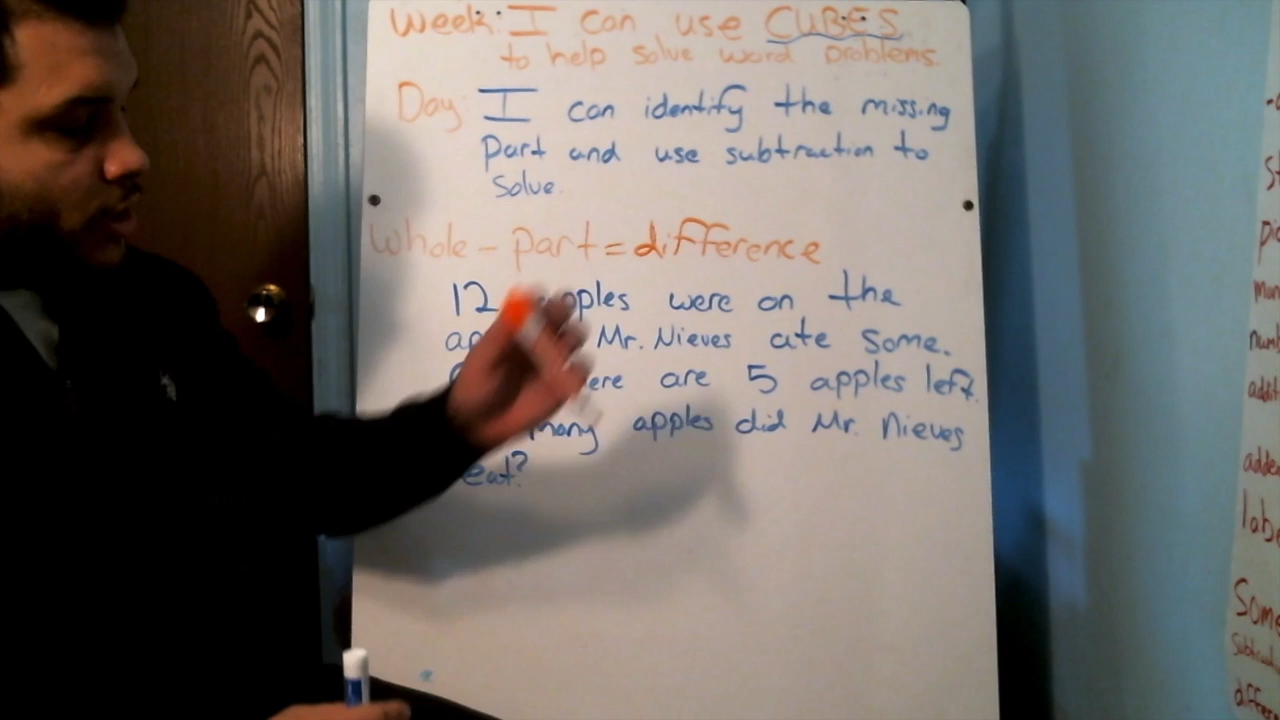 Week: I can use CUBES
to help solve word problems.
Day: I can identify the missing
part and use subtraction to
solve.
Whole - part = difference
12 apples were on the
Mr. Nieves ate some.
are 5 apples left.
many apples did Mr. Nieves
eat?
Some